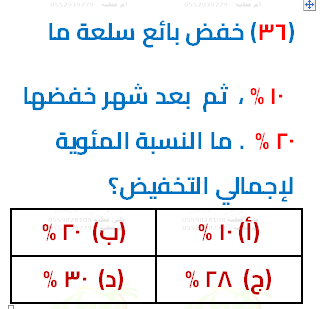 (٣٦) خفض بائع سلعة ما
١٠ % ، ثم بعد شهر خفضها
٢٠ % . ما النسبة المئوية
لإجمالي التخفيض؟
(أ) ١٠ % (ب) ٢٠ %
(ج) ٢٨ % (د) ٣٠ %